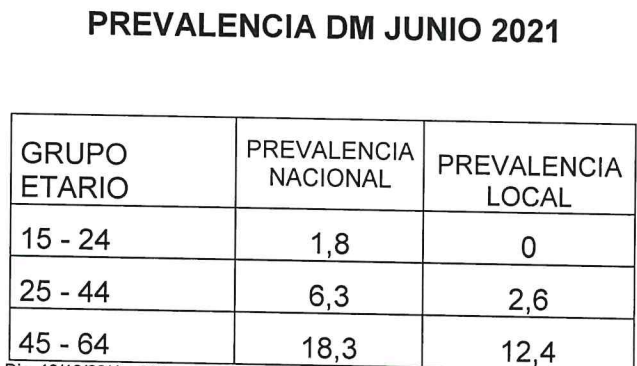 PREVALENCIA DM JUNIO 2021
GRUPO ETARIO | PREVALENCIA NACIONAL | PREVALENCIA LOCAL
15 - 24 | 1,8 | 0
25 - 44 | 6,3 | 2,6
45 - 64 | 18,3 | 12,4